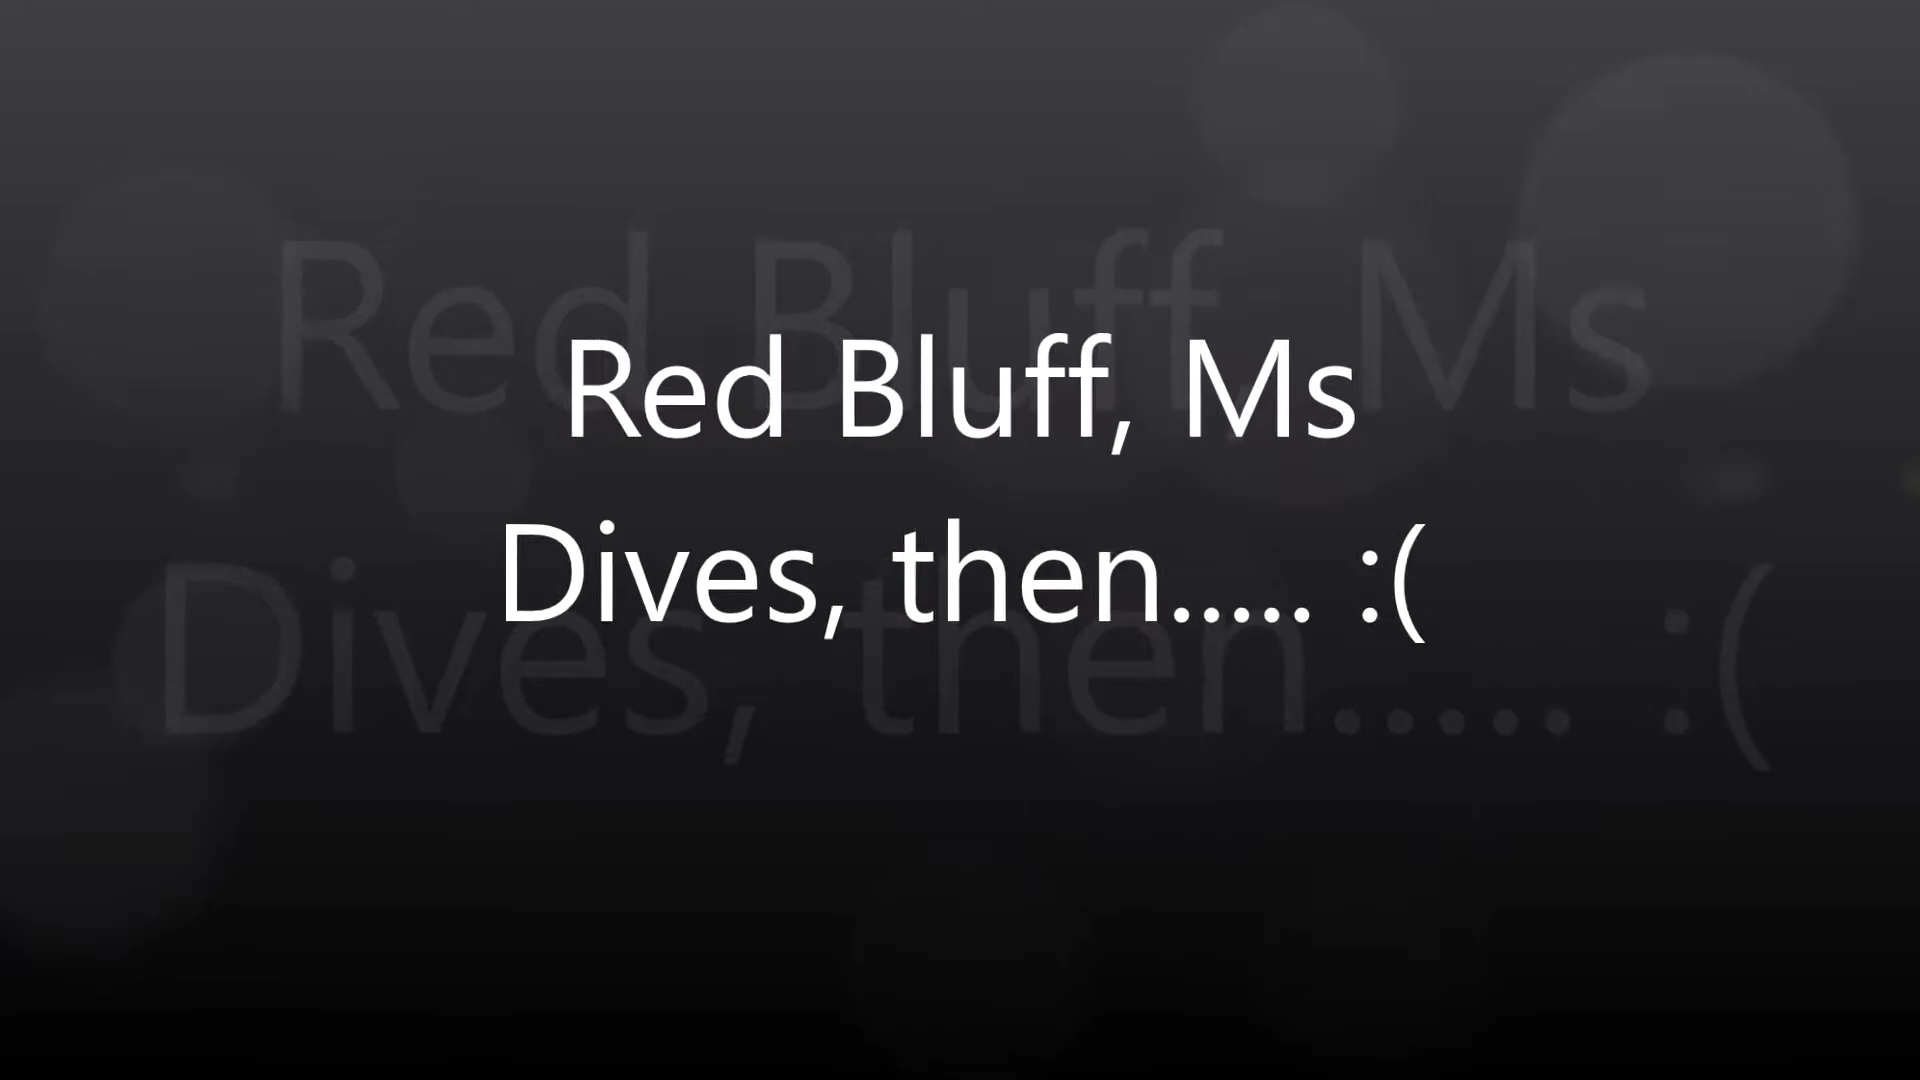 Red Bluff, Ms
Dives, then..... :(